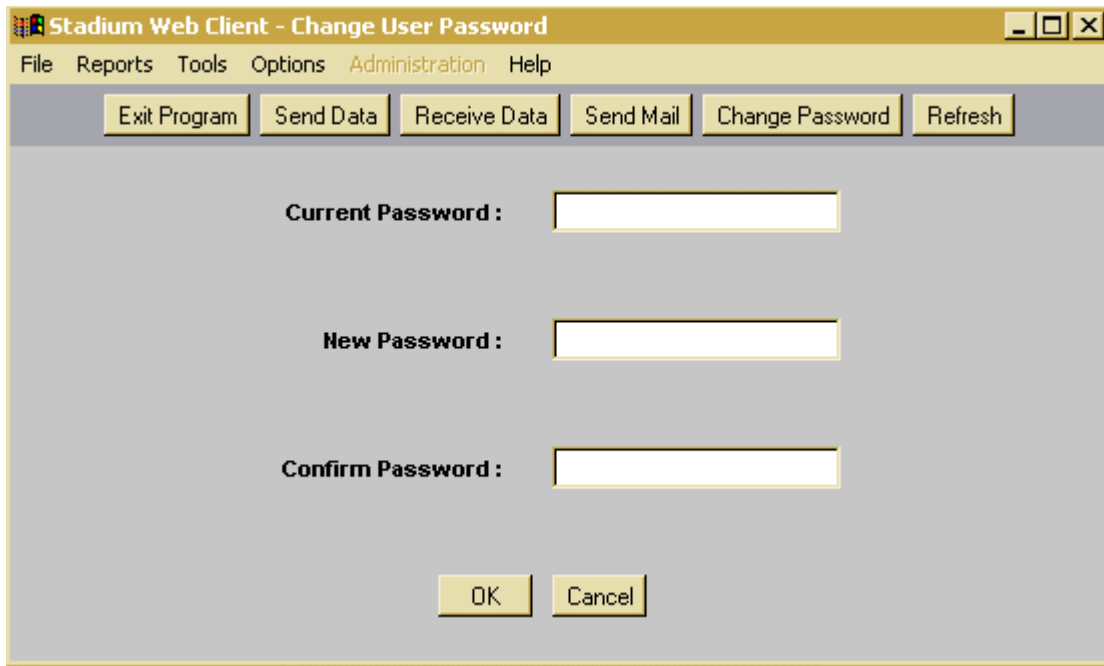 Stadium Web Client - Change User Password
File Reports Tools Options Administration Help
Exit Program Send Data Receive Data Send Mail Change Password Refresh
Current Password :
New Password :
Confirm Password :
OK Cancel